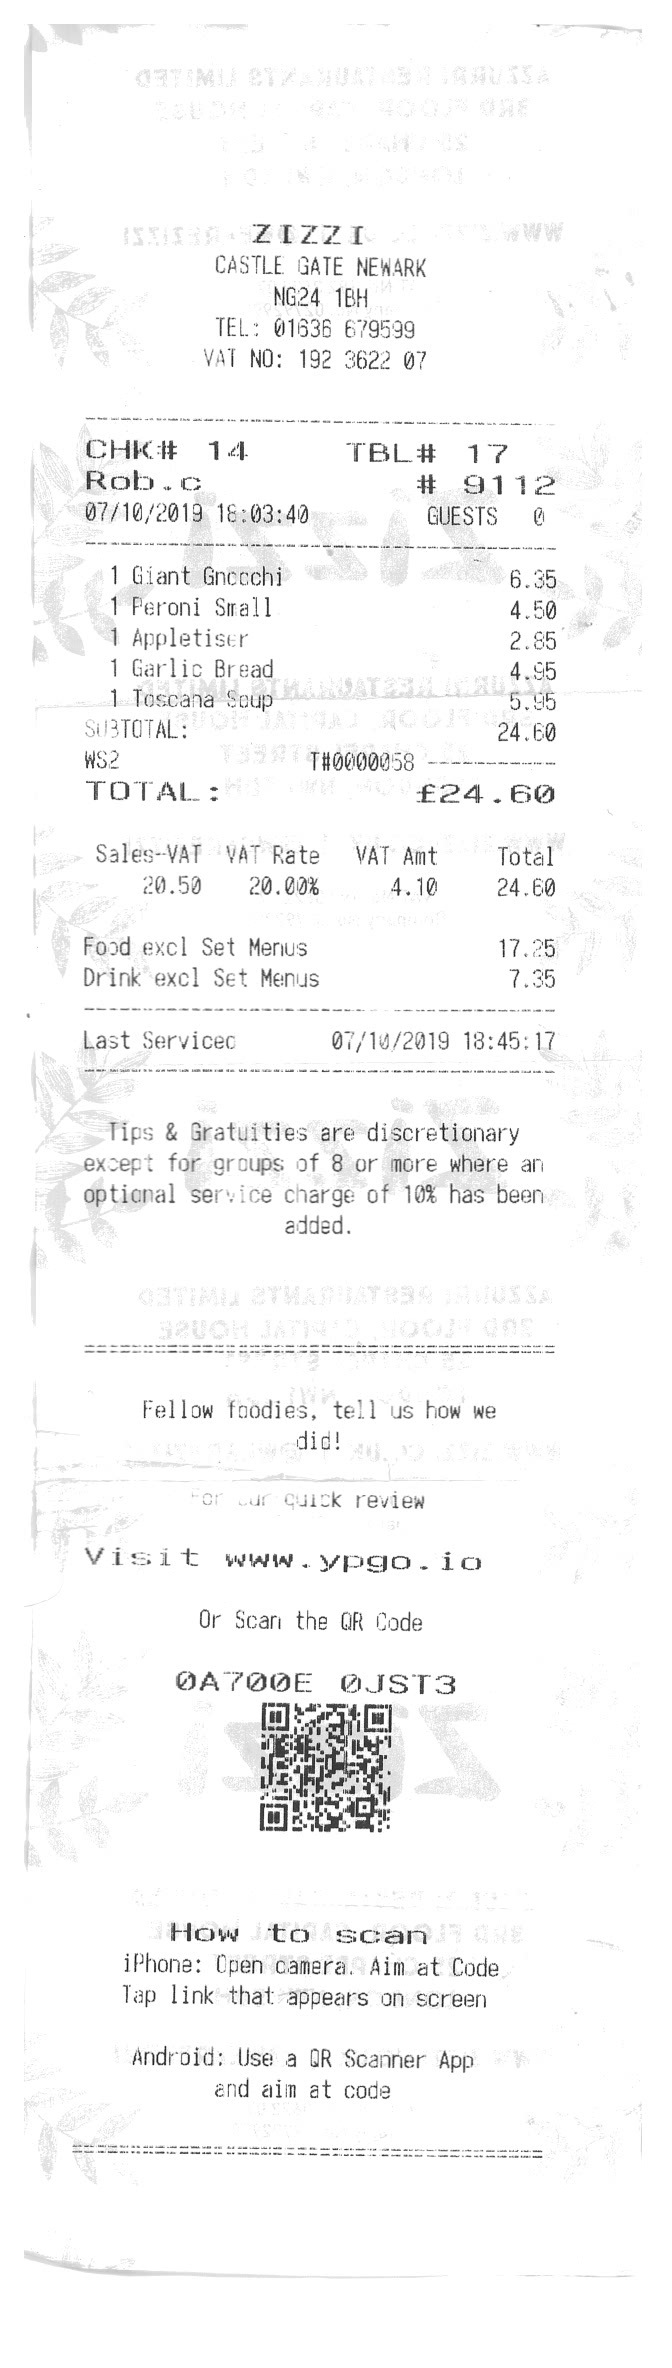 ZIZZI
CASTLE GATE NEWARK
NG24 1BH
TEL: 01636 679599
VAT NO: 192 3622 07
CHK# 14 TBL# 17
Rob.c # 9112
07/10/2019 18:03:40 GUESTS 0
1 Giant Gnocchi 6.35
1 Peroni Small 4.50
1 Appletiser 2.85
1 Garlic Bread 4.95
1 Toscana Soup 5.95
SUBTOTAL: 24.60
WS2 T#0000058 -----------
TOTAL: £24.60
Sales-VAT VAT Rate VAT Amt Total
20.50 20.00% 4.10 24.60
Food excl Set Menus 17.25
Drink excl Set Menus 7.35
Last Serviced 07/10/2019 18:45:17
Tips & Gratuities are discretionary
except for groups of 8 or more where an
optional service charge of 10% has been
added.
Fellow foodies, tell us how we
did!
For our quick review
Visit www.ypgo.io
Or Scan the QR Code
0A700E 0JST3
How to scan
iPhone: Open camera. Aim at Code
Tap link that appears on screen
Android: Use a QR Scanner App
and aim at code